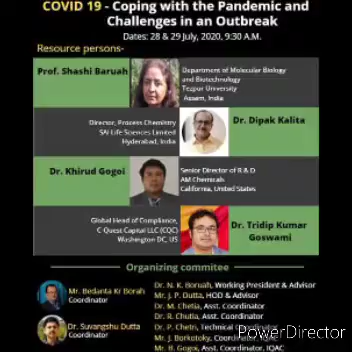 COVID 19 - Coping with the Pandemic and
Challenges in an Outbreak
Dates: 28 & 29 July, 2020, 9:30 A.M.
Resource persons-
Prof. Shashi Baruah
Department of Molecular Biology
and Biotechnology
Tezpur University
Assam, India
Director, Process Chemistry
SAI Life Sciences Limited
Hyderabad, India
Dr. Dipak Kalita
Dr. Khirud Gogoi
Senior Director of R & D
AM Chemicals
California, United States
Global Head of Compliance,
C-Quest Capital LLC (CQC)
Washington DC, US
Dr. Tridip Kumar
Goswami
Organizing commitee
Mr. Bedanta Kr Borah
Coordinator
Dr. Suvangshu Dutta
Coordinator
Dr. N. K. Boruah, Working President & Advisor
Mr. J. P. Dutta, HOD & Advisor
Dr. M. Chetia, Asst. Coordinator
Dr. R. Chutia, Asst. Coordinator
Dr. P. Chetri, Technical
Mr. J. Borkotoky, Coordinator, IQAC
Mr. B. Gogoi, Asst. Coordinator, IQAC
PowerDirector